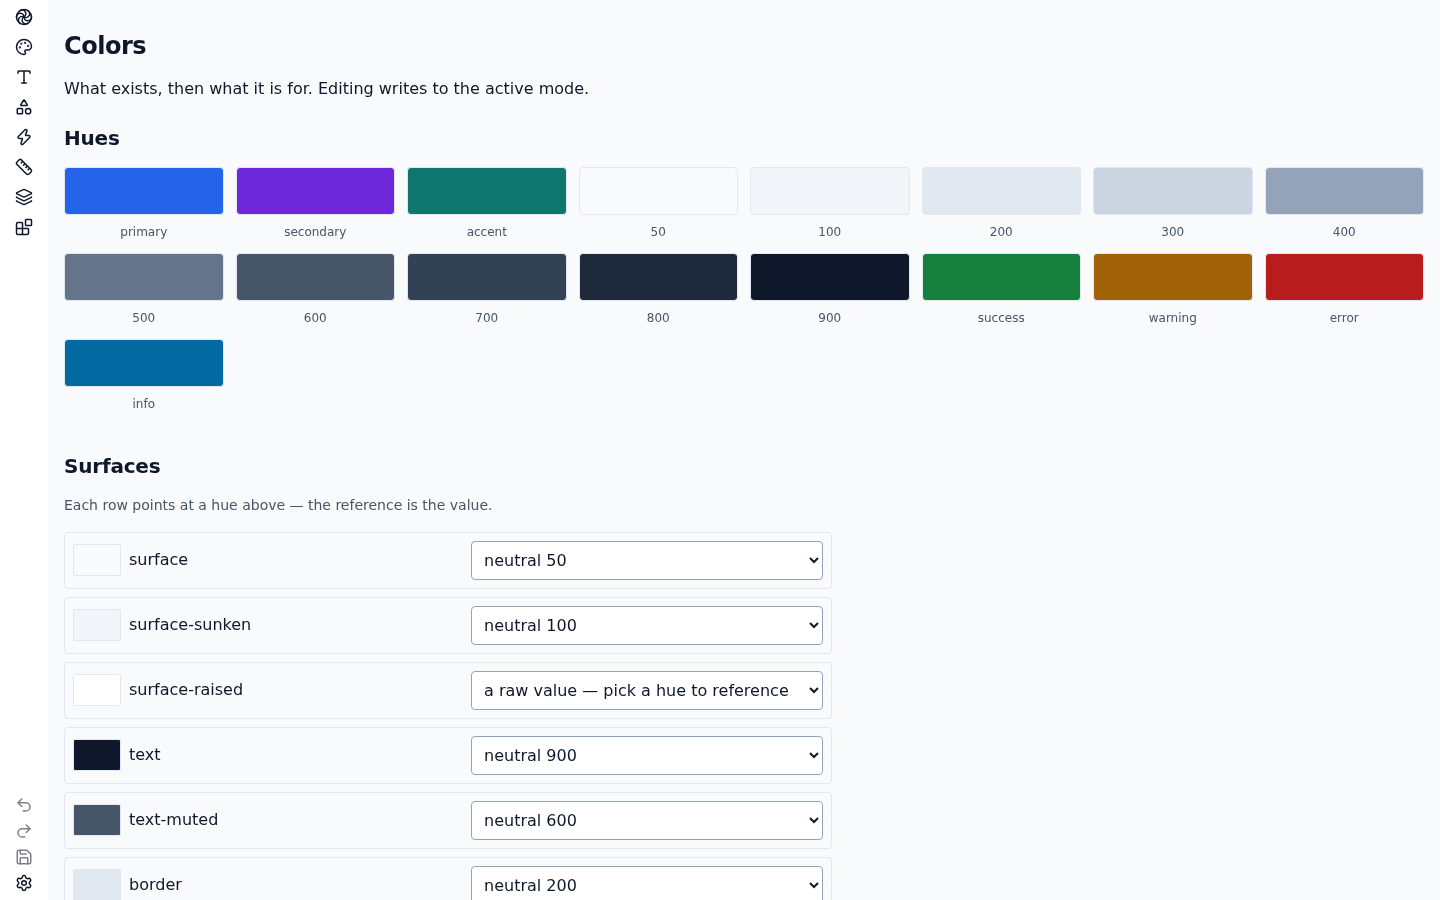 Colors
What exists, then what it is for. Editing writes to the active mode.
Hues
primary secondary accent 50 100 200 300 400
500 600 700 800 900 success warning error
info
Surfaces
Each row points at a hue above — the reference is the value.
surface neutral 50
surface-sunken neutral 100
surface-raised a raw value — pick a hue to reference
text neutral 900
text-muted neutral 600
border neutral 200